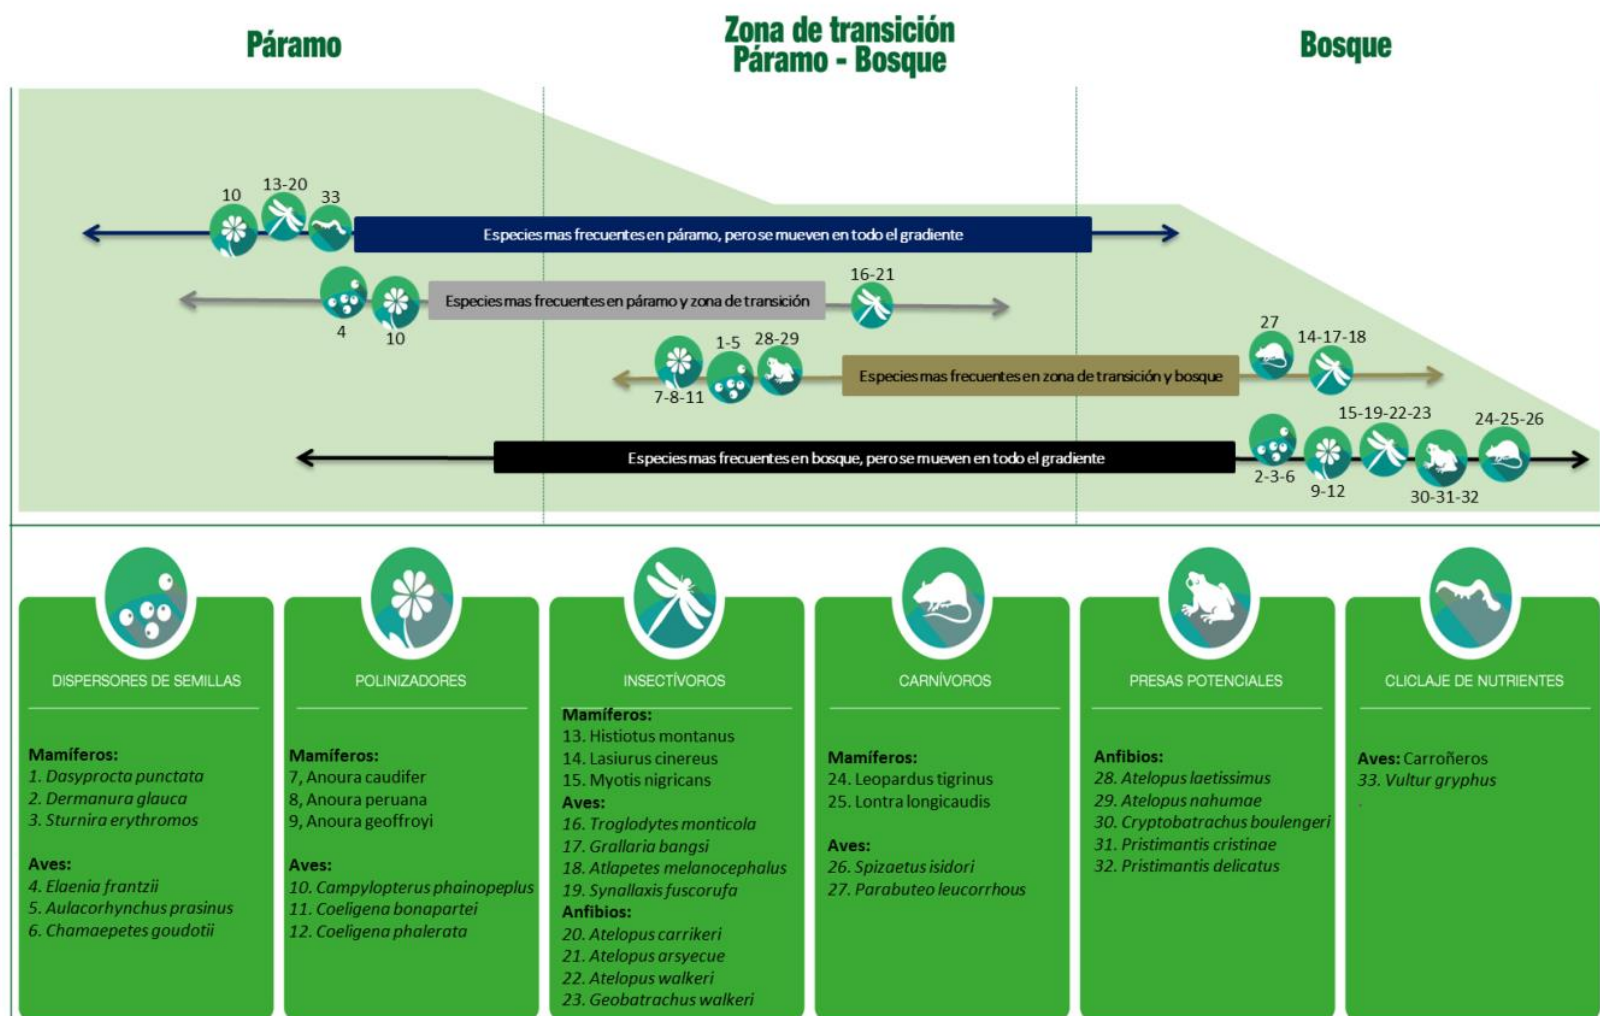 Páramo
Zona de transición
Páramo - Bosque
Bosque
10
13-20
33
Especies mas frecuentes en páramo, pero se mueven en todo el gradiente
4
10
Especies mas frecuentes en páramo y zona de transición
16-21
7-8-11
1-5
28-29
Especies mas frecuentes en zona de transición y bosque
27
14-17-18
Especies mas frecuentes en bosque, pero se mueven en todo el gradiente
2-3-6
9-12
15-19-22-23
30-31-32
24-25-26
DISPERSORES DE SEMILLAS
Mamíferos:
1. Dasyprocta punctata
2. Dermanura glauca
3. Sturnira erythromos
Aves:
4. Elaenia frantzii
5. Aulacorhynchus prasinus
6. Chamaepetes goudotii
POLINIZADORES
Mamíferos:
7, Anoura caudifer
8, Anoura peruana
9, Anoura geoffroyi
Aves:
10. Campylopterus phainopeplus
11. Coeligena bonapartei
12. Coeligena phalerata
INSECTÍVOROS
Mamíferos:
13. Histiotus montanus
14. Lasiurus cinereus
15. Myotis nigricans
Aves:
16. Troglodytes monticola
17. Grallaria bangsi
18. Atlapetes melanocephalus
19. Synallaxis fuscorufa
Anfibios:
20. Atelopus carrikeri
21. Atelopus arsyecue
22. Atelopus walkeri
23. Geobatrachus walkeri
CARNÍVOROS
Mamíferos:
24. Leopardus tigrinus
25. Lontra longicaudis
Aves:
26. Spizaetus isidori
27. Parabuteo leucorrhous
PRESAS POTENCIALES
Anfibios:
28. Atelopus laetissimus
29. Atelopus nahumae
30. Cryptobatrachus boulengeri
31. Pristimantis cristinae
32. Pristimantis delicatus
CLICLAJE DE NUTRIENTES
Aves: Carroñeros
33. Vultur gryphus
.